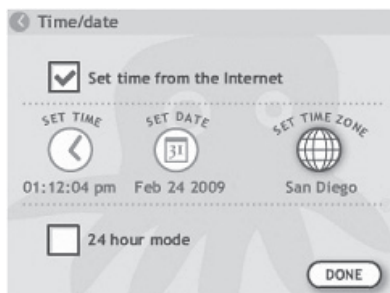 Time/date
Set time from the Internet
SET TIME SET DATE SET TIME ZONE
31
01:12:04 pm Feb 24 2009 San Diego
24 hour mode
DONE